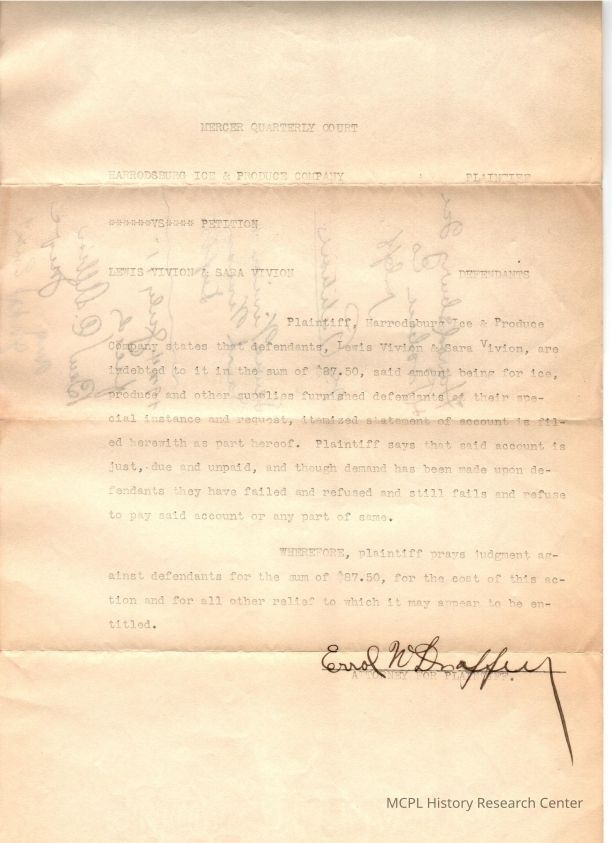 MERCER QUARTERLY COURT
HARRODSBURG ICE & PRODUCE COMPANY : PLAINTIFF
******VS**** PETITION
LEWIS VIVION & SARA VIVION DEFENDANTS
Plaintiff, Harrodsburg Ice & Produce
Company states that defendants, Lewis Vivion & Sara Vivion, are
indebted to it in the sum of $87.50, said amount being for ice,
produce and other supplies furnished defendants at their spe-
cial instance and request, itemized statement of account is fil-
ed herewith as part hereof. Plaintiff says that said account is
just, due and unpaid, and though demand has been made upon de-
fendants they have failed and refused and still fails and refuse
to pay said account or any part of same.
WHEREFORE, plaintiff prays judgment ag-
ainst defendants for the sum of $87.50, for the cost of this ac-
tion and for all other relief to which it may appear to be en-
titled.
Errol W Draffen
ATTORNEY FOR PLAINTIFF.
MCPL History Research Center